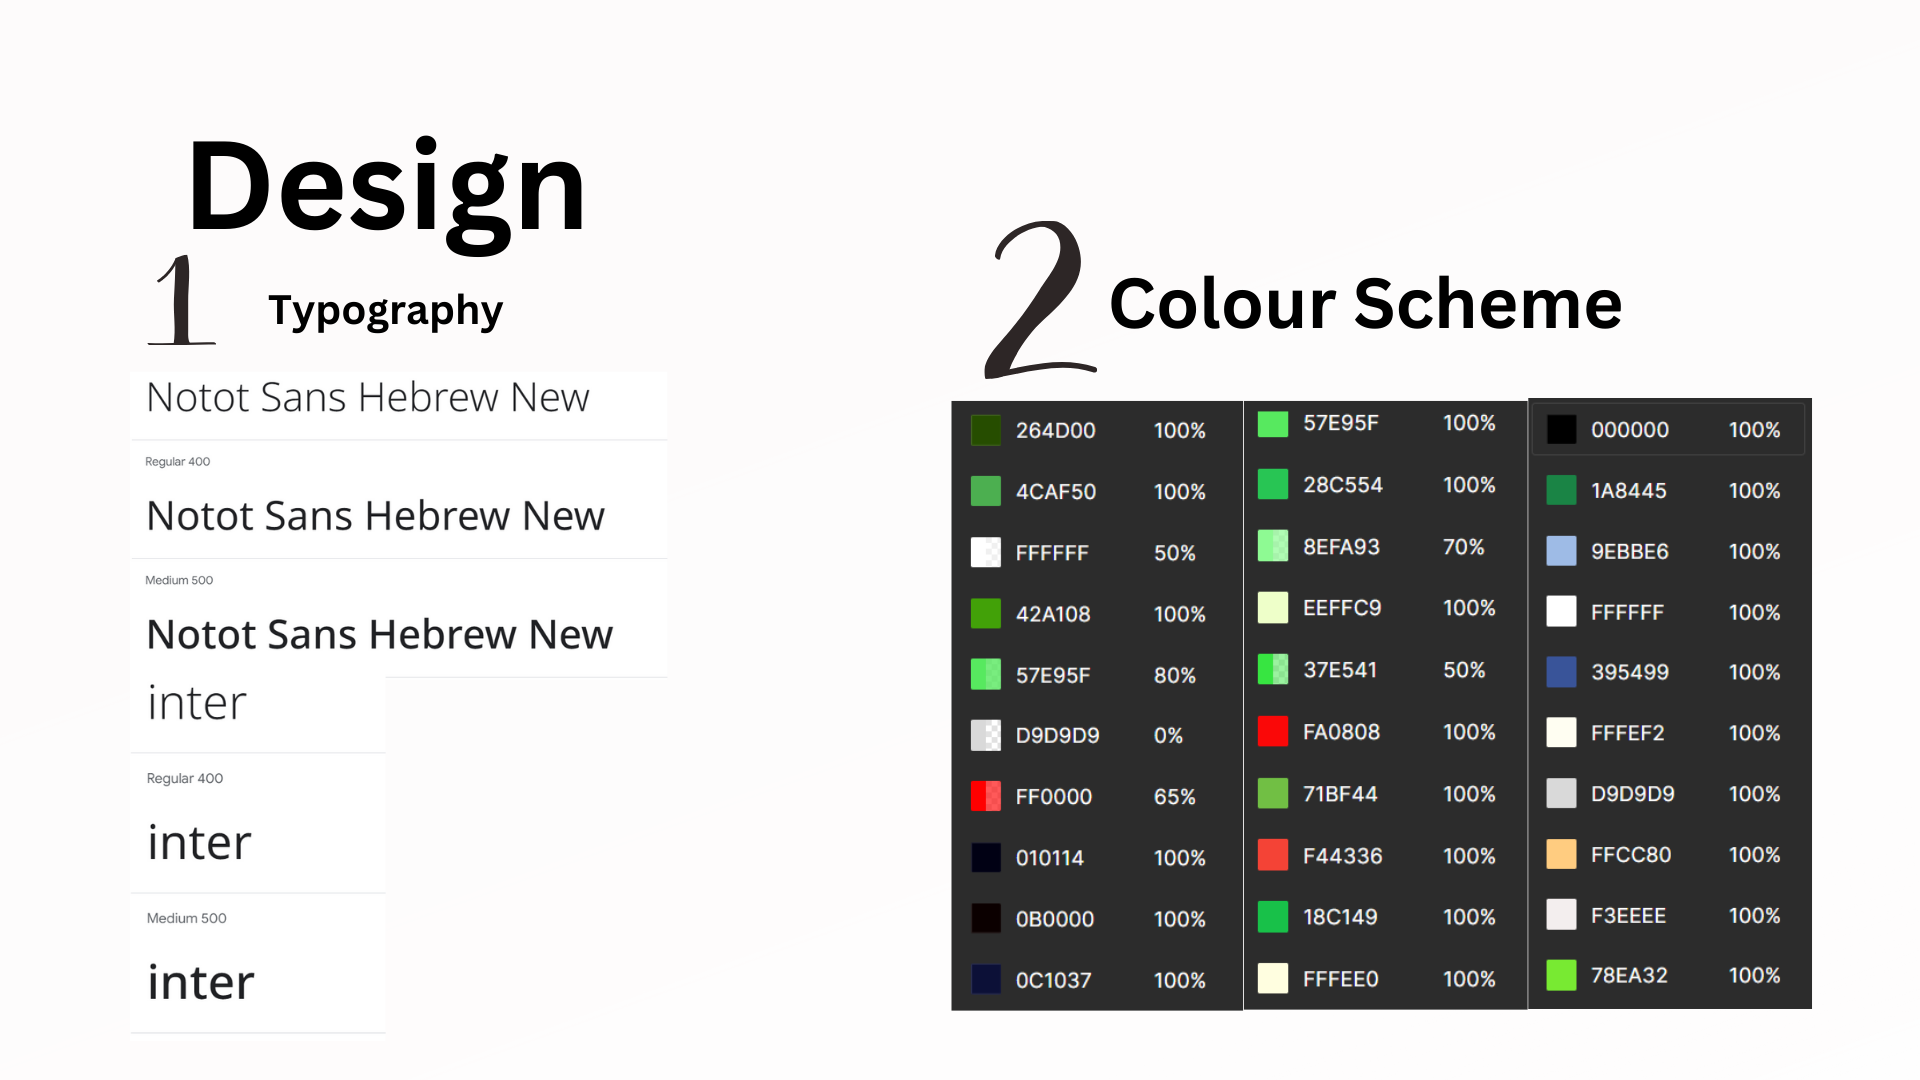 Design
1
Typography
Notot Sans Hebrew New
Regular 400
Notot Sans Hebrew New
Medium 500
Notot Sans Hebrew New
inter
Regular 400
inter
Medium 500
inter
2
Colour Scheme
264D00 100%
4CAF50 100%
FFFFFF 50%
42A108 100%
57E95F 80%
D9D9D9 0%
FF0000 65%
010114 100%
0B0000 100%
0C1037 100%
57E95F 100%
28C554 100%
8EFA93 70%
EEFFC9 100%
37E541 50%
FA0808 100%
71BF44 100%
F44336 100%
18C149 100%
FFFEE0 100%
000000 100%
1A8445 100%
9EBBE6 100%
FFFFFF 100%
395499 100%
FFFEF2 100%
D9D9D9 100%
FFCC80 100%
F3EEEE 100%
78EA32 100%